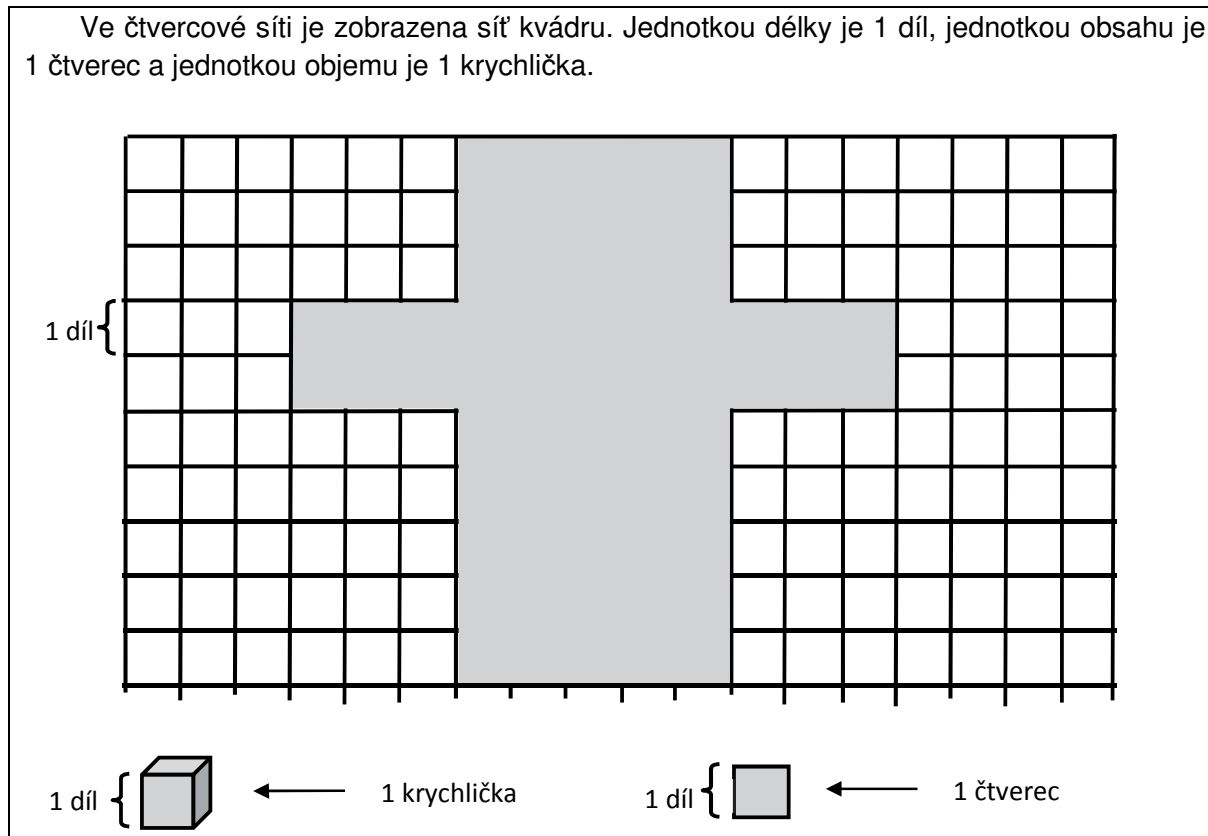 Ve čtvercové síti je zobrazena síť kvádru. Jednotkou délky je 1 díl, jednotkou obsahu je
1 čtverec a jednotkou objemu je 1 krychlička.
1 díl
1 díl
1 krychlička
1 díl
1 čtverec